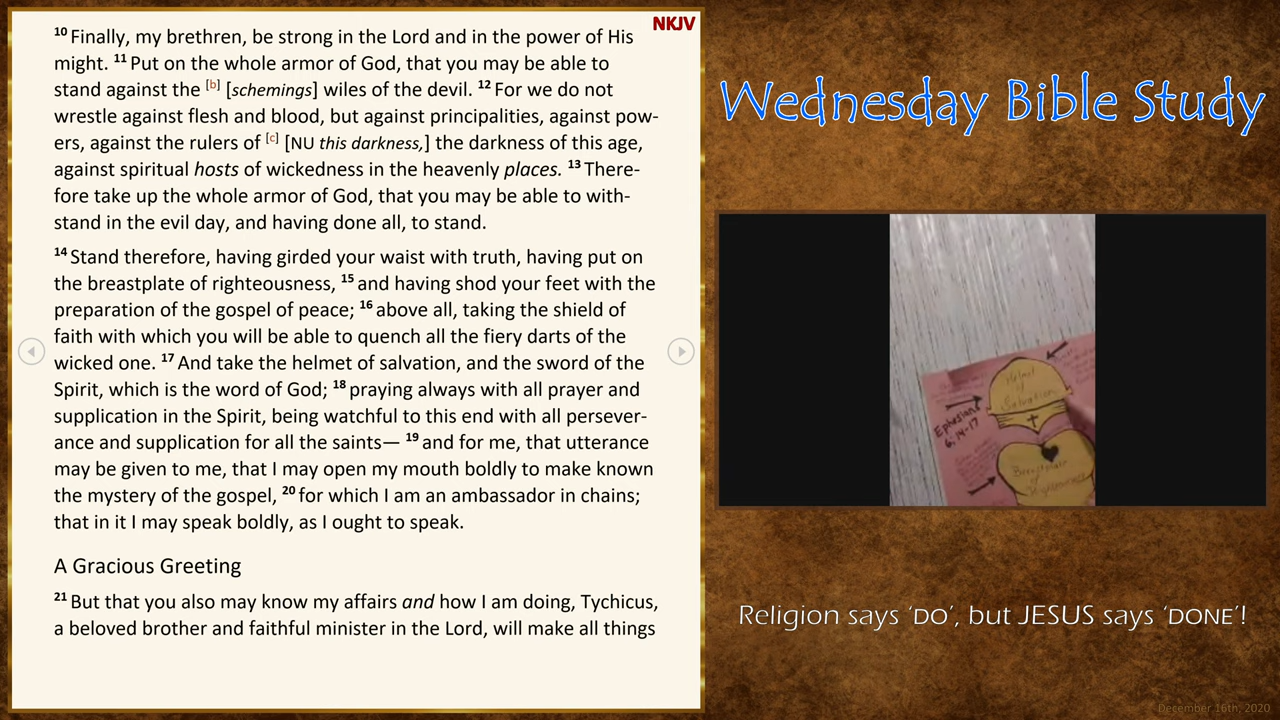 NKJV
10 Finally, my brethren, be strong in the Lord and in the power of His
might. 11 Put on the whole armor of God, that you may be able to
stand against the [b] [schemings] wiles of the devil. 12 For we do not
wrestle against flesh and blood, but against principalities, against pow-
ers, against the rulers of [c] [NU this darkness,] the darkness of this age,
against spiritual hosts of wickedness in the heavenly places. 13 There-
fore take up the whole armor of God, that you may be able to with-
stand in the evil day, and having done all, to stand.
14 Stand therefore, having girded your waist with truth, having put on
the breastplate of righteousness, 15 and having shod your feet with the
preparation of the gospel of peace; 16 above all, taking the shield of
faith with which you will be able to quench all the fiery darts of the
wicked one. 17 And take the helmet of salvation, and the sword of the
Spirit, which is the word of God; 18 praying always with all prayer and
supplication in the Spirit, being watchful to this end with all persever-
ance and supplication for all the saints— 19 and for me, that utterance
may be given to me, that I may open my mouth boldly to make known
the mystery of the gospel, 20 for which I am an ambassador in chains;
that in it I may speak boldly, as I ought to speak.
A Gracious Greeting
21 But that you also may know my affairs and how I am doing, Tychicus,
a beloved brother and faithful minister in the Lord, will make all things
Wednesday Bible Study
Helmet
of
Salvation
Ephesians
6:14-17
Breastplate
of
Righteousness
Religion says ‘DO’, but JESUS says ‘DONE’!
December 16th, 2020